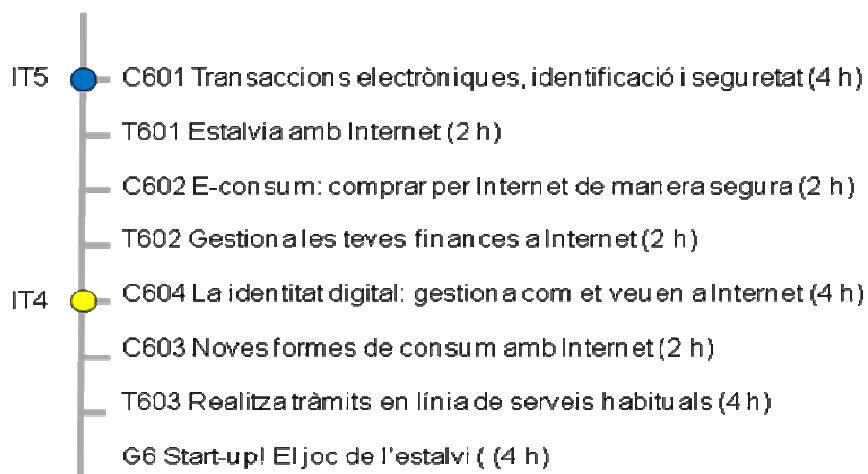 IT5 C601 Transaccions electròniques, identificació i seguretat (4 h)
T601 Estalvia amb Internet (2 h)
C602 E-consum: comprar per Internet de manera segura (2 h)
T602 Gestiona les teves finances a Internet (2 h)
IT4 C604 La identitat digital: gestiona com et veuen a Internet (4 h)
C603 Noves formes de consum amb Internet (2 h)
T603 Realitza tràmits en línia de serveis habituals (4 h)
G6 Start-up! El joc de l'estalvi ( (4 h)